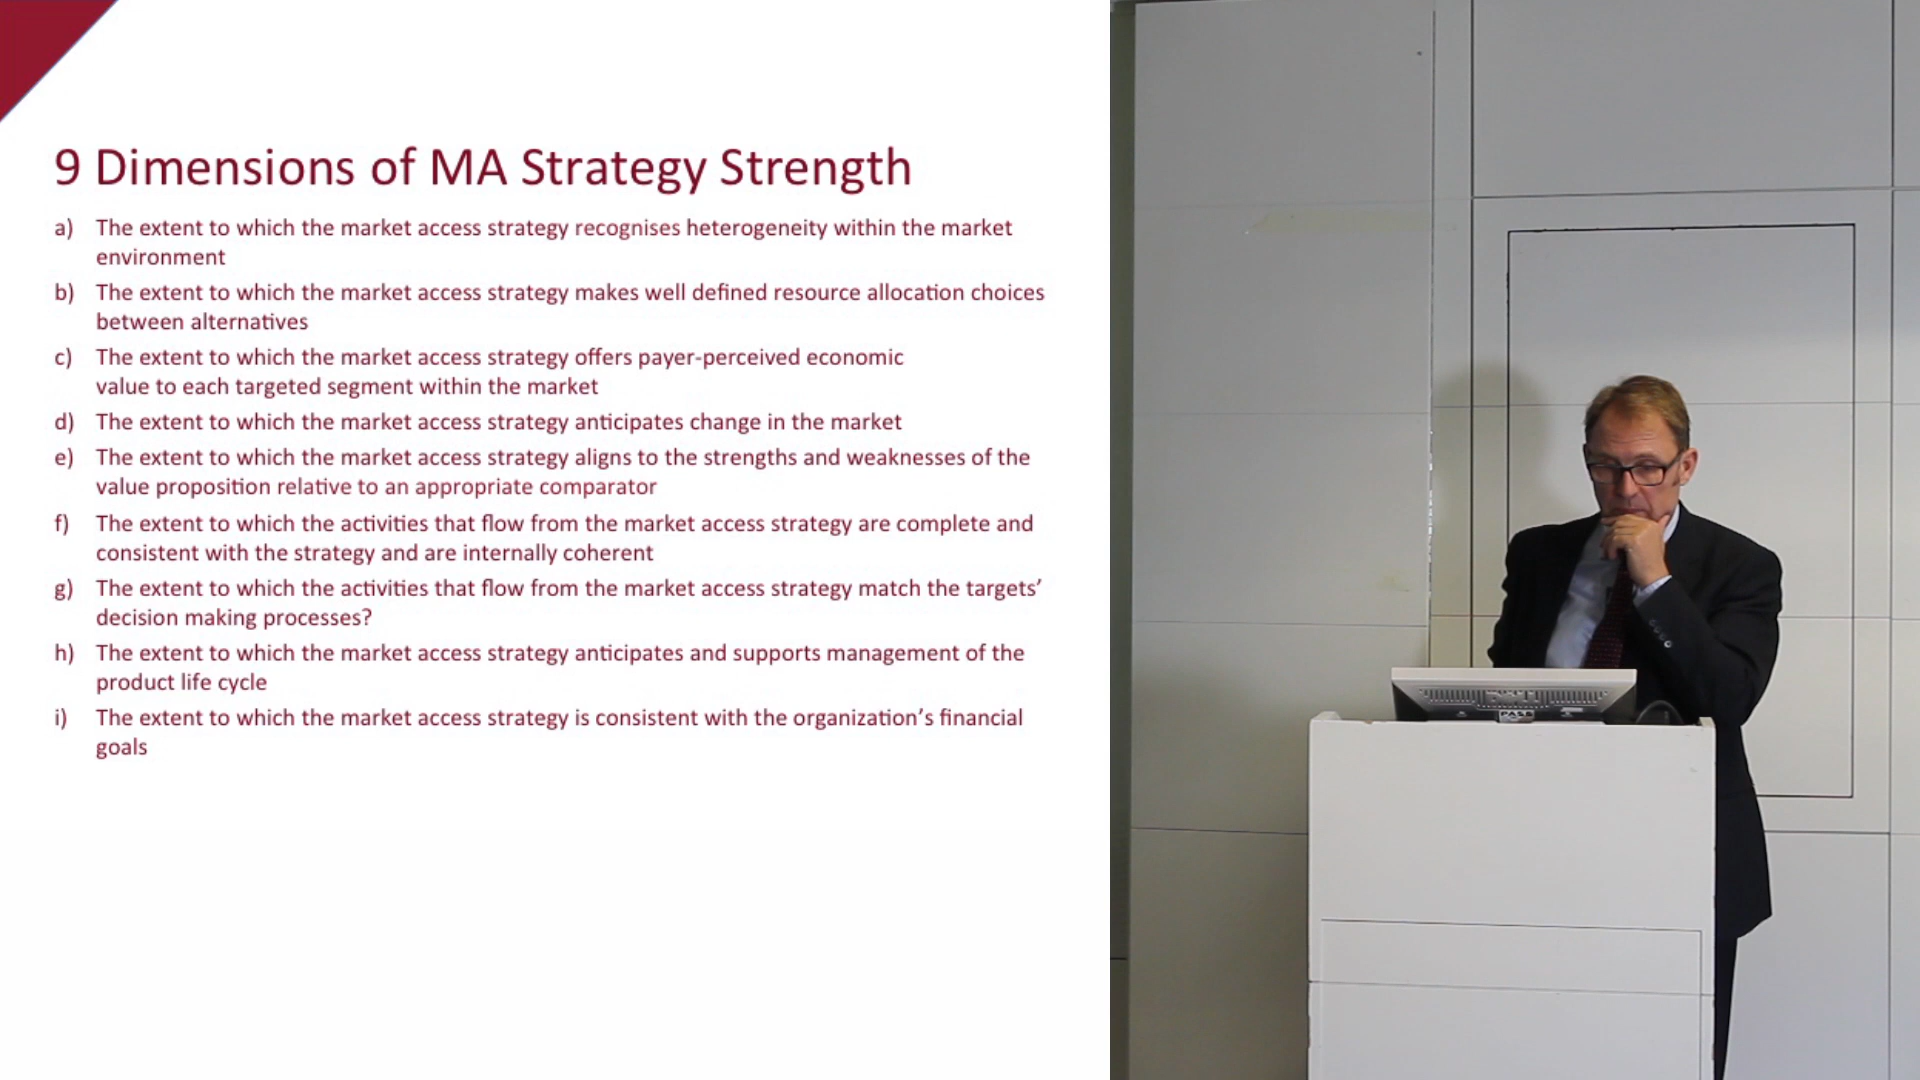 9 Dimensions of MA Strategy Strength
a) The extent to which the market access strategy recognises heterogeneity within the market
environment
b) The extent to which the market access strategy makes well defined resource allocation choices
between alternatives
c) The extent to which the market access strategy offers payer-perceived economic
value to each targeted segment within the market
d) The extent to which the market access strategy anticipates change in the market
e) The extent to which the market access strategy aligns to the strengths and weaknesses of the
value proposition relative to an appropriate comparator
f) The extent to which the activities that flow from the market access strategy are complete and
consistent with the strategy and are internally coherent
g) The extent to which the activities that flow from the market access strategy match the targets’
decision making processes?
h) The extent to which the market access strategy anticipates and supports management of the
product life cycle
i) The extent to which the market access strategy is consistent with the organization’s financial
goals